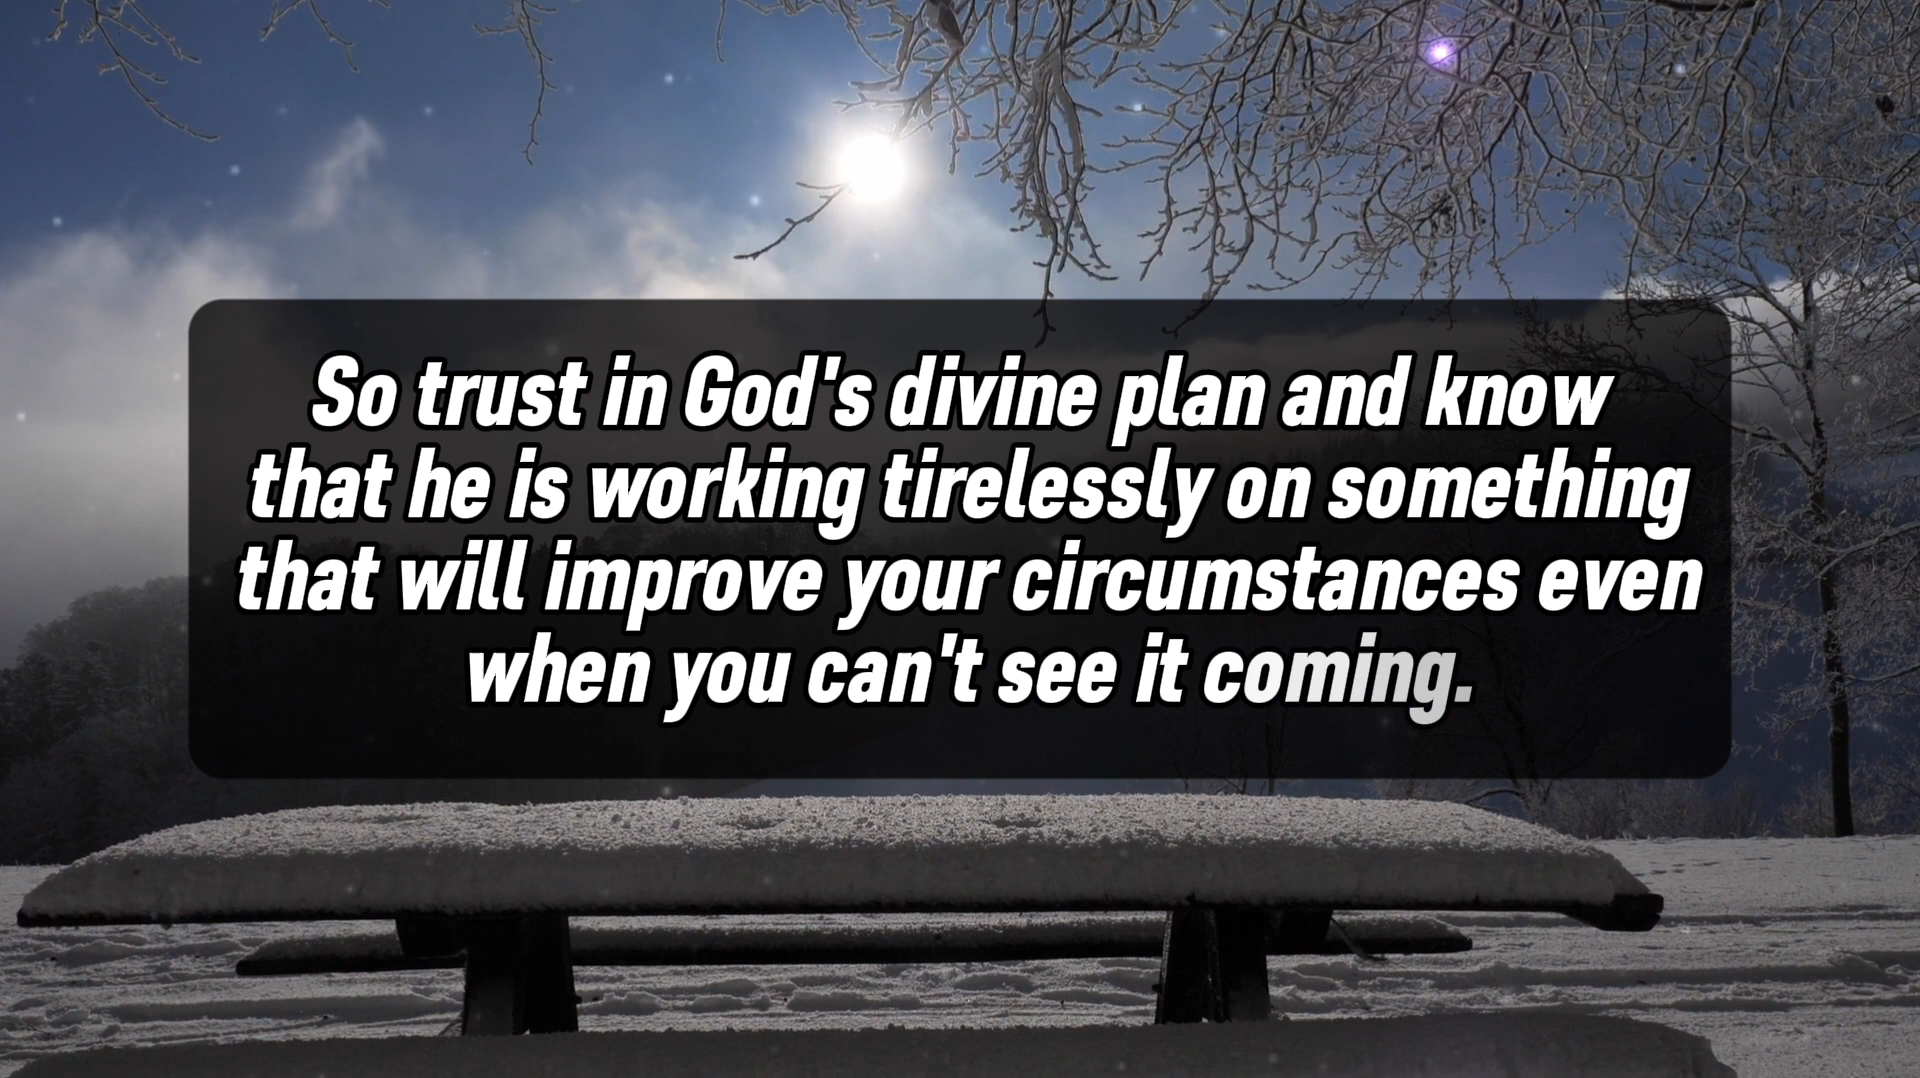 So trust in God's divine plan and know
that he is working tirelessly on something
that will improve your circumstances even
when you can't see it coming.